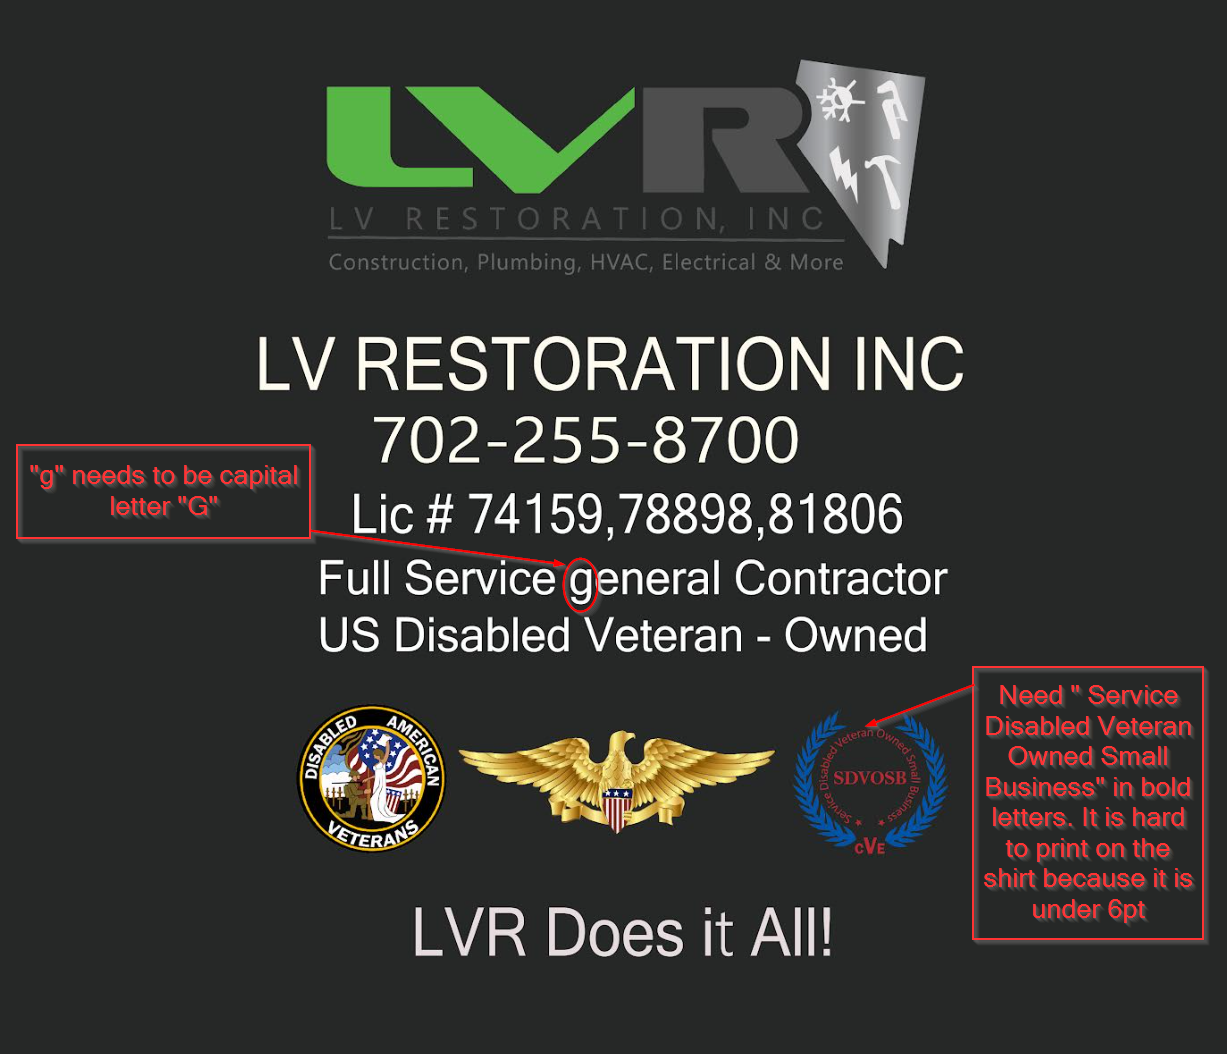 LVR
LV RESTORATION, INC
Construction, Plumbing, HVAC, Electrical & More
LV RESTORATION INC
702-255-8700
"g" needs to be capital
letter "G"
Lic # 74159,78898,81806
Full Service general Contractor
US Disabled Veteran - Owned
DISABLED AMERICAN
VETERANS
Service Disabled Veteran Owned Small Business
SDVOSB
CVE
Need " Service
Disabled Veteran
Owned Small
Business" in bold
letters. It is hard
to print on the
shirt because it is
under 6pt
LVR Does it All!